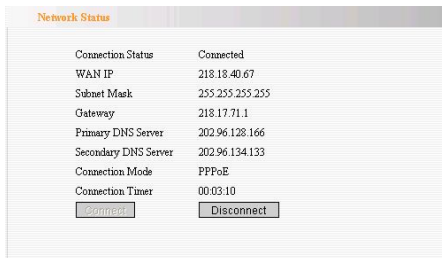 Network Status
Connection Status Connected
WAN IP 218.18.40.67
Subnet Mask 255.255.255.255
Gateway 218.17.71.1
Primary DNS Server 202.96.128.166
Secondary DNS Server 202.96.134.133
Connection Mode PPPoE
Connection Timer 00:03:10
Connect Disconnect